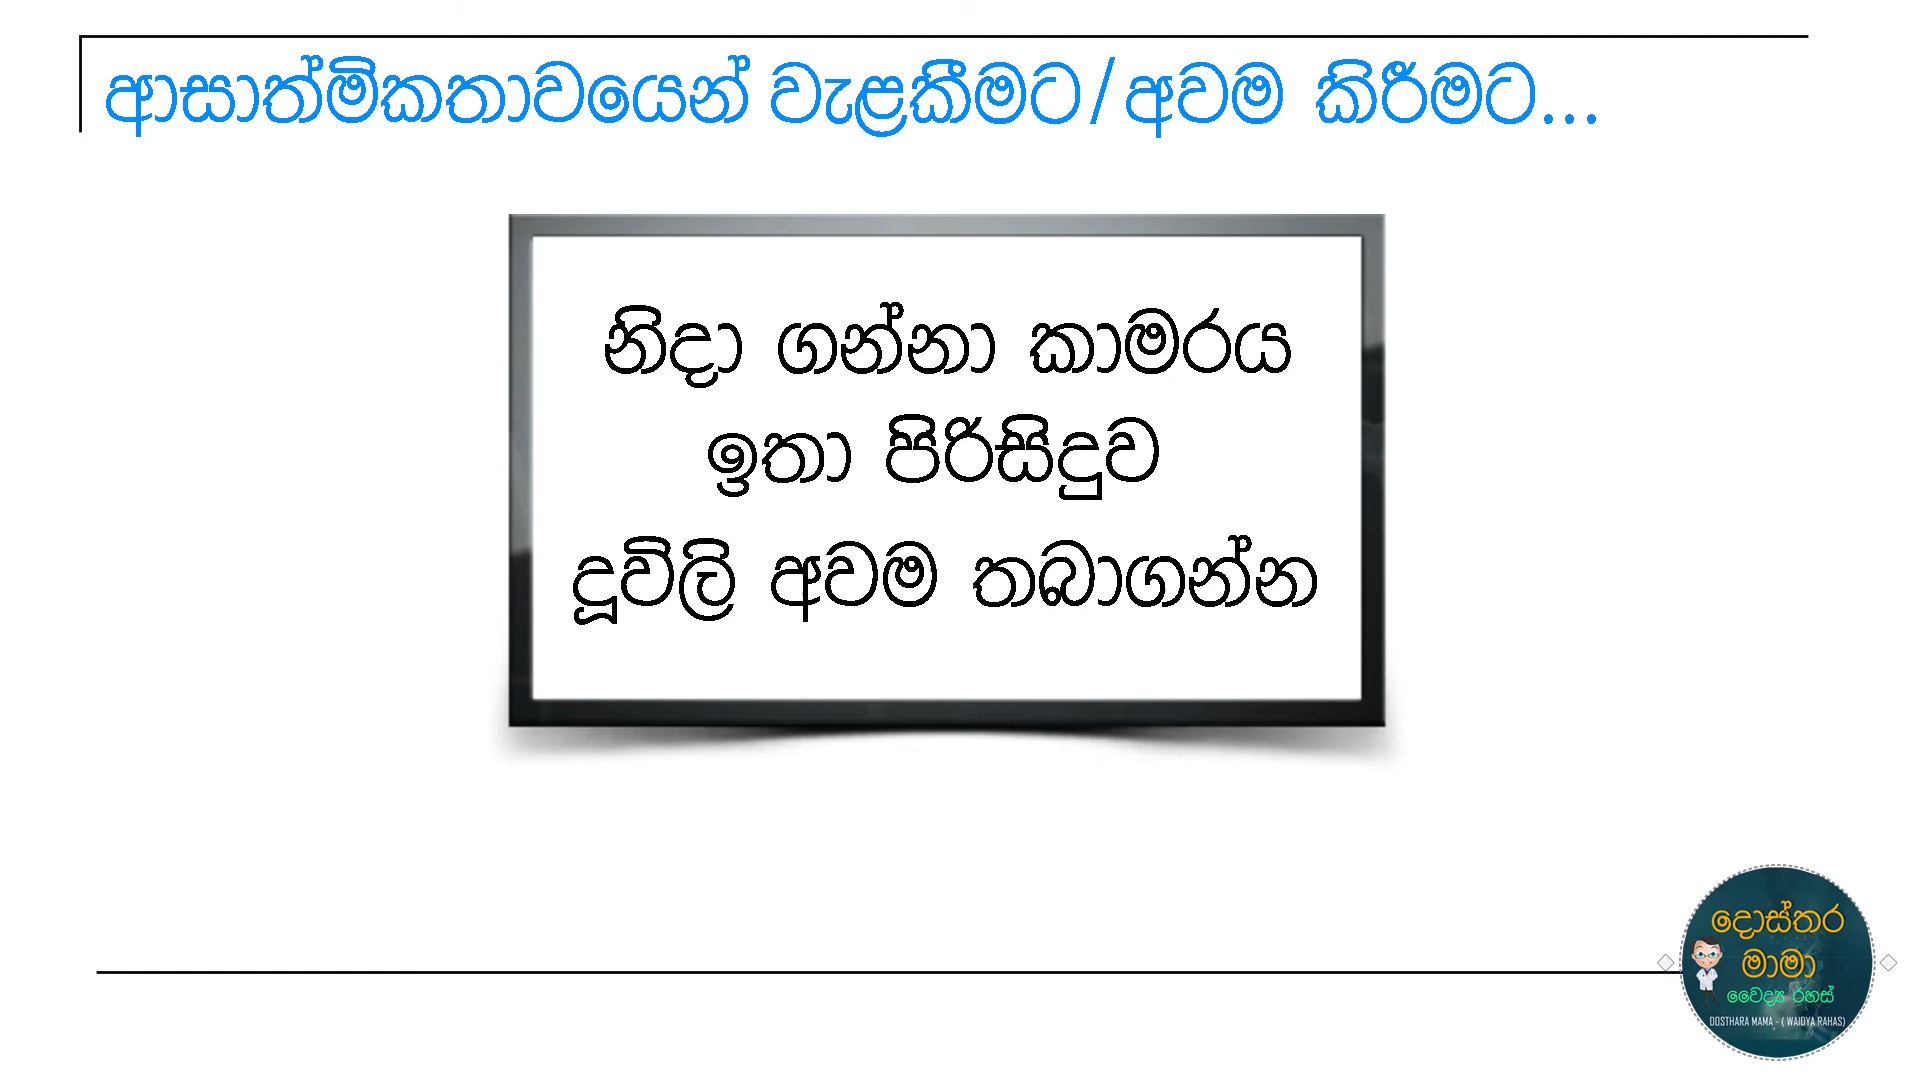 ආසාත්මිකතාවයෙන් වැළකීමට/අවම කිරීමට...
නිදා ගන්නා කාමරය
ඉතා පිරිසිදුව
දූවිලි අවම තබාගන්න
දොස්තර
මාමා
වෛද්‍ය රහස්
DOSTHARA MAMA - ( WAIDYA RAHAS)